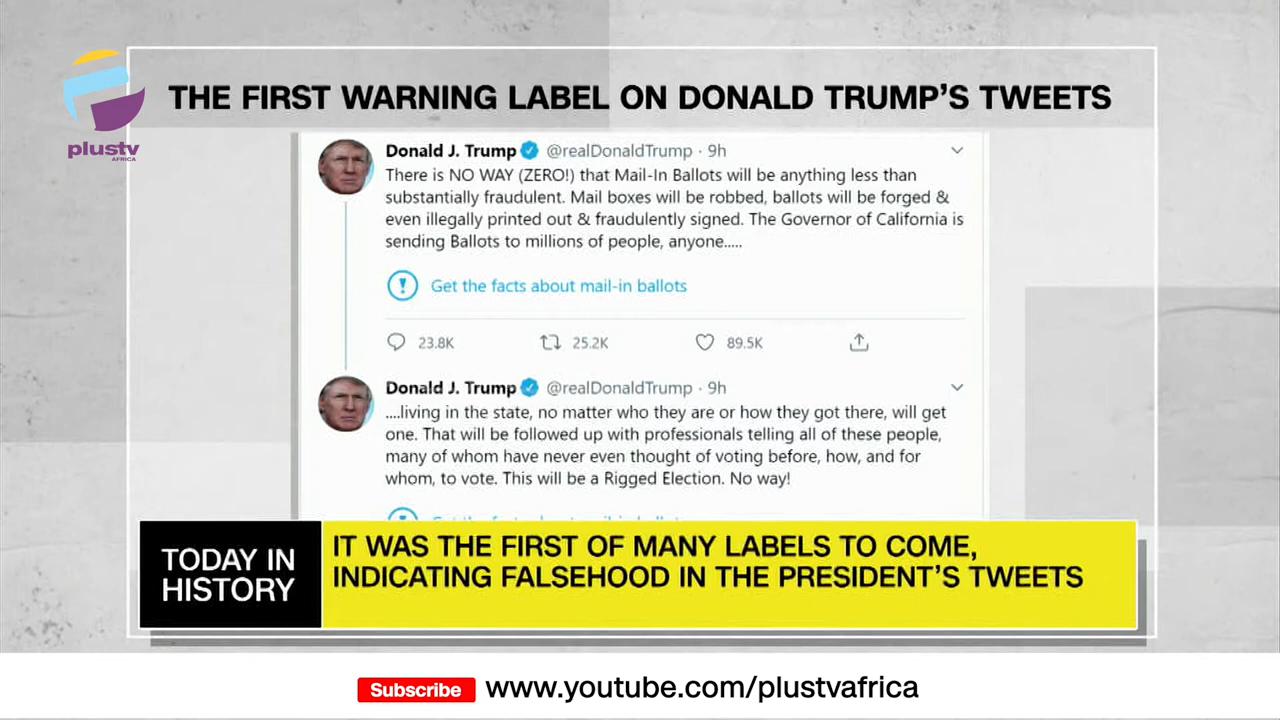 plustv
AFRICA
THE FIRST WARNING LABEL ON DONALD TRUMP'S TWEETS
Donald J. Trump @realDonaldTrump · 9h
There is NO WAY (ZERO!) that Mail-In Ballots will be anything less than
substantially fraudulent. Mail boxes will be robbed, ballots will be forged &
even illegally printed out & fraudulently signed. The Governor of California is
sending Ballots to millions of people, anyone.....
Get the facts about mail-in ballots
23.8K 25.2K 89.5K
Donald J. Trump @realDonaldTrump · 9h
....living in the state, no matter who they are or how they got there, will get
one. That will be followed up with professionals telling all of these people,
many of whom have never even thought of voting before, how, and for
whom, to vote. This will be a Rigged Election. No way!
TODAY IN
HISTORY
IT WAS THE FIRST OF MANY LABELS TO COME,
INDICATING FALSEHOOD IN THE PRESIDENT'S TWEETS
Subscribe www.youtube.com/plustvafrica